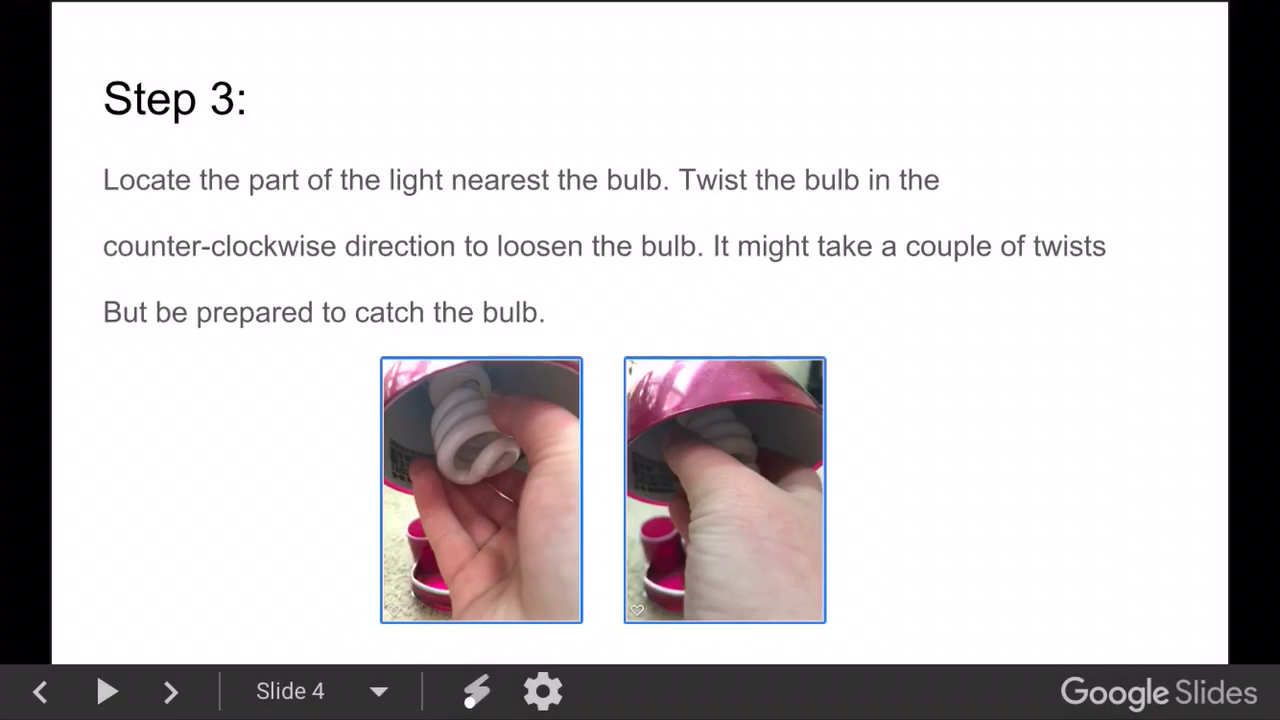 Step 3:
Locate the part of the light nearest the bulb. Twist the bulb in the
counter-clockwise direction to loosen the bulb. It might take a couple of twists
But be prepared to catch the bulb.
Slide 4
Google Slides